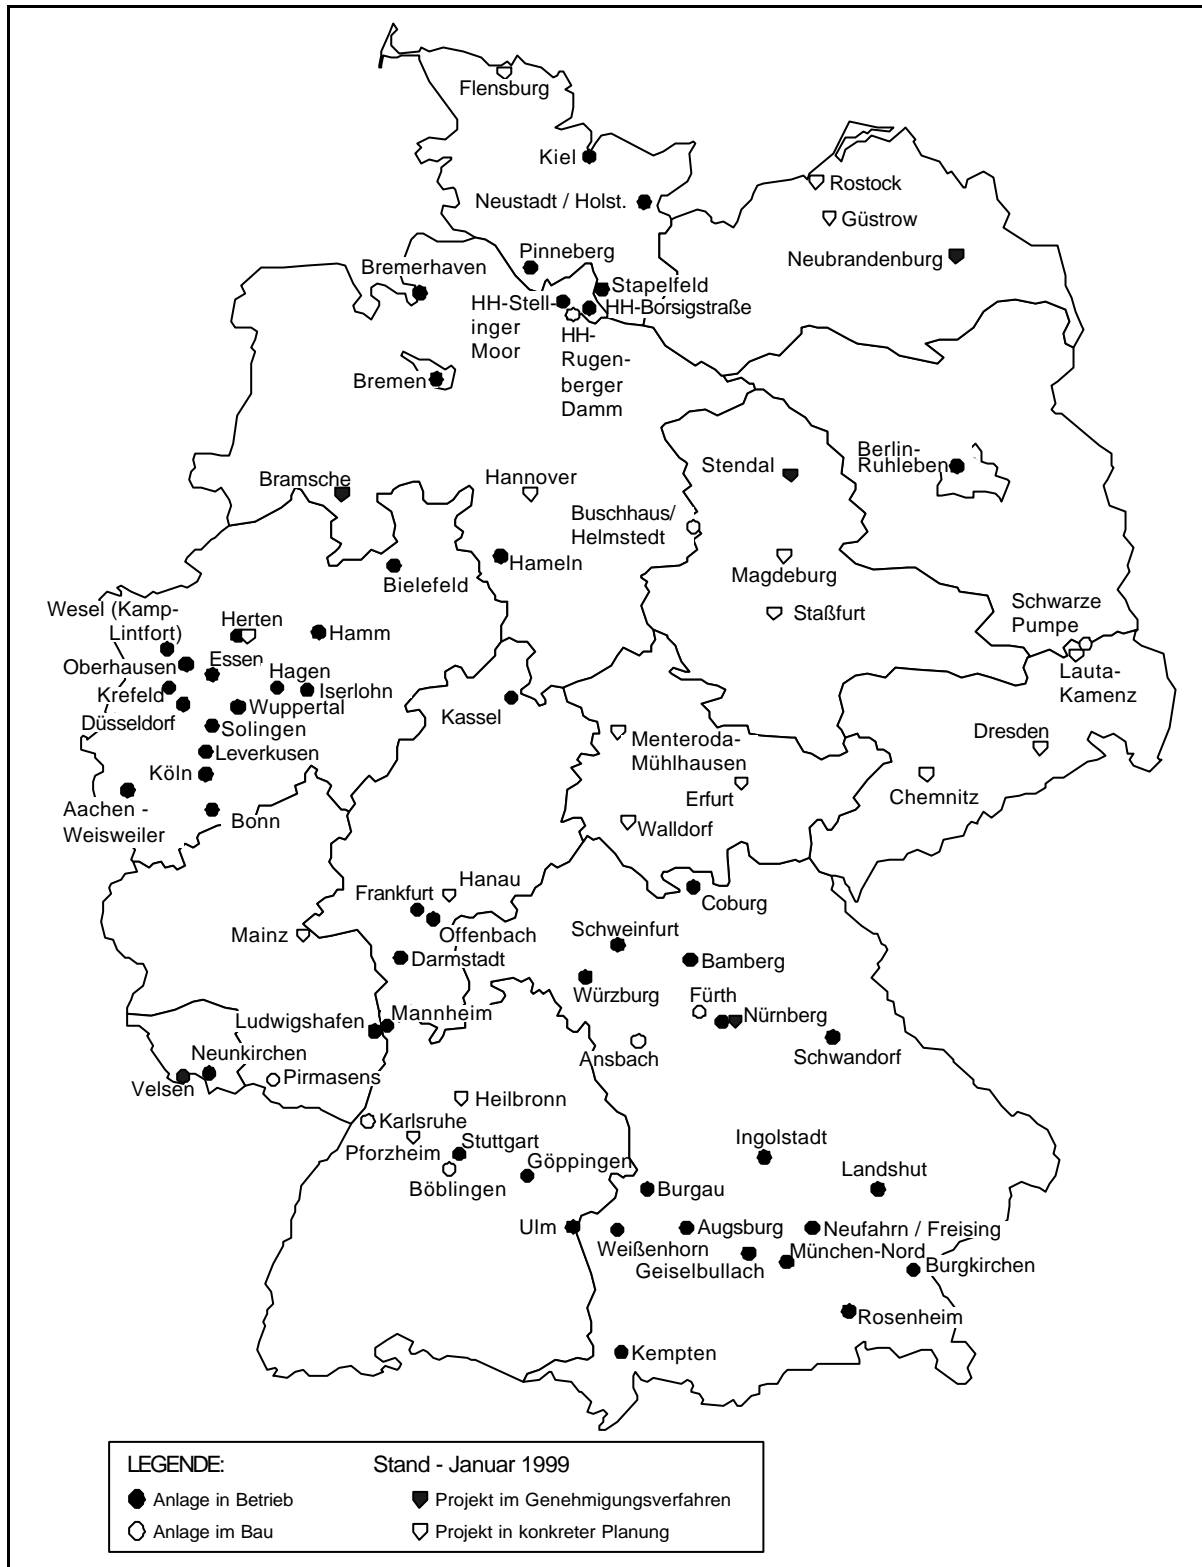 Flensburg
Kiel
Rostock
Neustadt / Holst.
Güstrow
Pinneberg
Neubrandenburg
Bremerhaven
Stapelfeld
HH-Stell-
inger
Moor
HH-Borsigstraße
HH-
Rugen-
berger
Damm
Bremen
Berlin-
Ruhleben
Stendal
Bramsche
Hannover
Buschhaus/
Helmstedt
Hameln
Bielefeld
Magdeburg
Staßfurt
Schwarze
Pumpe
Wesel (Kamp-
Lintfort)
Herten
Hamm
Oberhausen
Essen
Hagen
Iserlohn
Krefeld
Wuppertal
Düsseldorf
Solingen
Kassel
Lauta-
Kamenz
Leverkusen
Menteroda-
Mühlhausen
Dresden
Köln
Erfurt
Chemnitz
Aachen -
Weisweiler
Bonn
Walldorf
Hanau
Frankfurt
Coburg
Offenbach
Mainz
Schweinfurt
Darmstadt
Bamberg
Würzburg
Fürth
Ludwigshafen
Mannheim
Nürnberg
Neunkirchen
Ansbach
Schwandorf
Velsen
Pirmasens
Heilbronn
Karlsruhe
Pforzheim
Stuttgart
Ingolstadt
Göppingen
Böblingen
Landshut
Burgau
Ulm
Augsburg
Neufahrn / Freising
Weißenhorn
Geiselbullach
München-Nord
Burgkirchen
Rosenheim
Kempten
LEGENDE:
Stand - Januar 1999
Anlage in Betrieb
Projekt im Genehmigungsverfahren
Anlage im Bau
Projekt in konkreter Planung